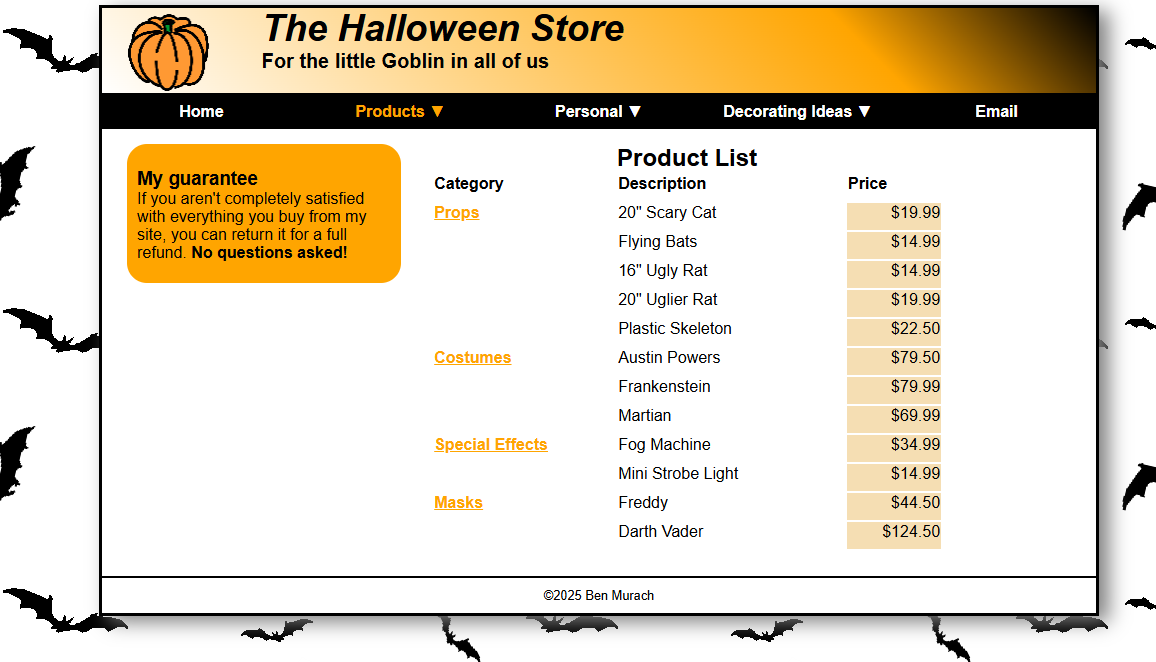 The Halloween Store
For the little Goblin in all of us
Home Products ▼ Personal ▼ Decorating Ideas ▼ Email
My guarantee
If you aren't completely satisfied
with everything you buy from my
site, you can return it for a full
refund. No questions asked!
Product List
Category Description Price
Props 20" Scary Cat $19.99
Flying Bats $14.99
16" Ugly Rat $14.99
20" Uglier Rat $19.99
Plastic Skeleton $22.50
Costumes Austin Powers $79.50
Frankenstein $79.99
Martian $69.99
Special Effects Fog Machine $34.99
Mini Strobe Light $14.99
Masks Freddy $44.50
Darth Vader $124.50
©2025 Ben Murach